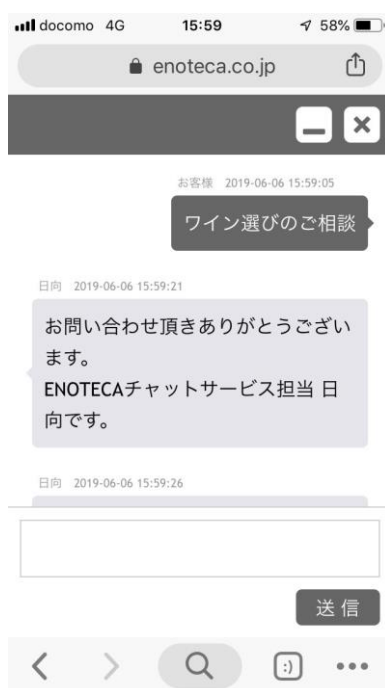 docomo 4G 15:59 58%
enoteca.co.jp
お客様 2019-06-06 15:59:05
ワイン選びのご相談
日向 2019-06-06 15:59:21
お問い合わせ頂きありがとうござい
ます。
ENOTECAチャットサービス担当 日
向です。
日向 2019-06-06 15:59:26
送信
:)